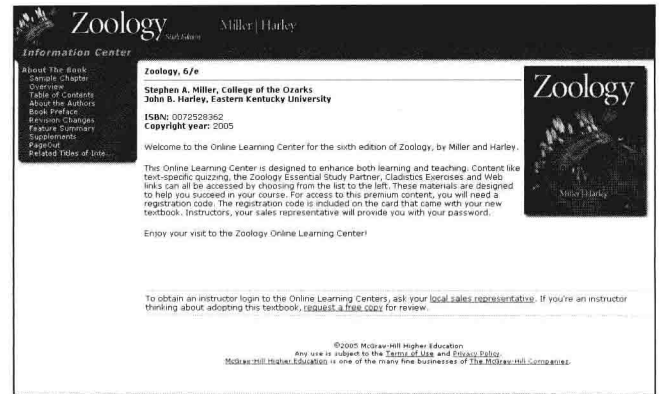 Zoology Sixth Edition Miller | Harley
Information Center
About The Book
Sample Chapter
Overview
Table of Contents
About the Authors
Book Preface
Revision Changes
Feature Summary
Supplements
PageOut
Related Titles of Inte...
Zoology, 6/e
Stephen A. Miller, College of the Ozarks
John B. Harley, Eastern Kentucky University
ISBN: 0072528362
Copyright year: 2005
Welcome to the Online Learning Center for the sixth edition of Zoology, by Miller and Harley.
This Online Learning Center is designed to enhance both learning and teaching. Content like
text-specific quizzing, the Zoology Essential Study Partner, Cladistics Exercises and Web
links can all be accessed by choosing from the list to the left. These materials are designed
to help you succeed in your course. For access to this premium content, you will need a
registration code. The registration code is included on the card that came with your new
textbook. Instructors, your sales representative will provide you with your password.
Enjoy your visit to the Zoology Online Learning Center!
Zoology
Miller | Harley
To obtain an instructor login to the Online Learning Centers, ask your local sales representative. If you're an instructor
thinking about adopting this textbook, request a free copy for review.
©2005 McGraw-Hill Higher Education
Any use is subject to the Terms of Use and Privacy Policy.
McGraw-Hill Higher Education is one of the many fine businesses of The McGraw-Hill Companies.